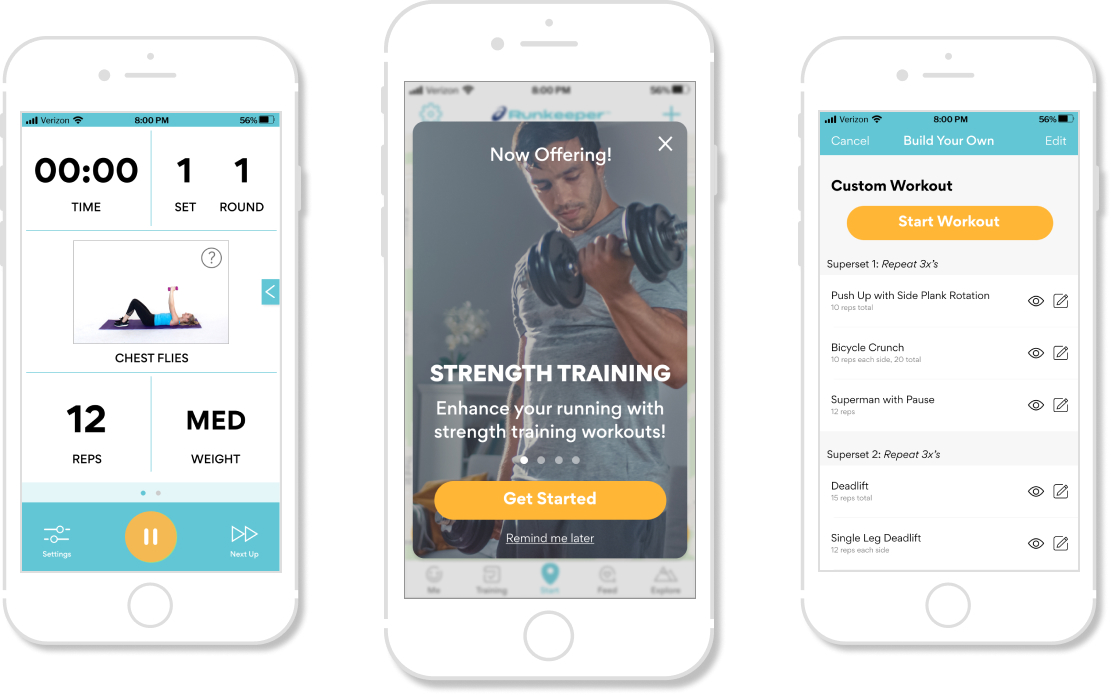 Verizon 8:00 PM 56%
00:00 1 1
TIME SET ROUND
?
CHEST FLIES
12 MED
REPS WEIGHT
Settings Next Up
Verizon 8:00 PM 56%
Runkeeper
Now Offering!
STRENGTH TRAINING
Enhance your running with
strength training workouts!
Get Started
Remind me later
Me Training Start Feed Explore
Verizon 8:00 PM 56%
Cancel Build Your Own Edit
Custom Workout
Start Workout
Superset 1: Repeat 3x's
Push Up with Side Plank Rotation
10 reps total
Bicycle Crunch
10 reps each side, 20 total
Superman with Pause
12 reps
Superset 2: Repeat 3x's
Deadlift
15 reps total
Single Leg Deadlift
12 reps each side